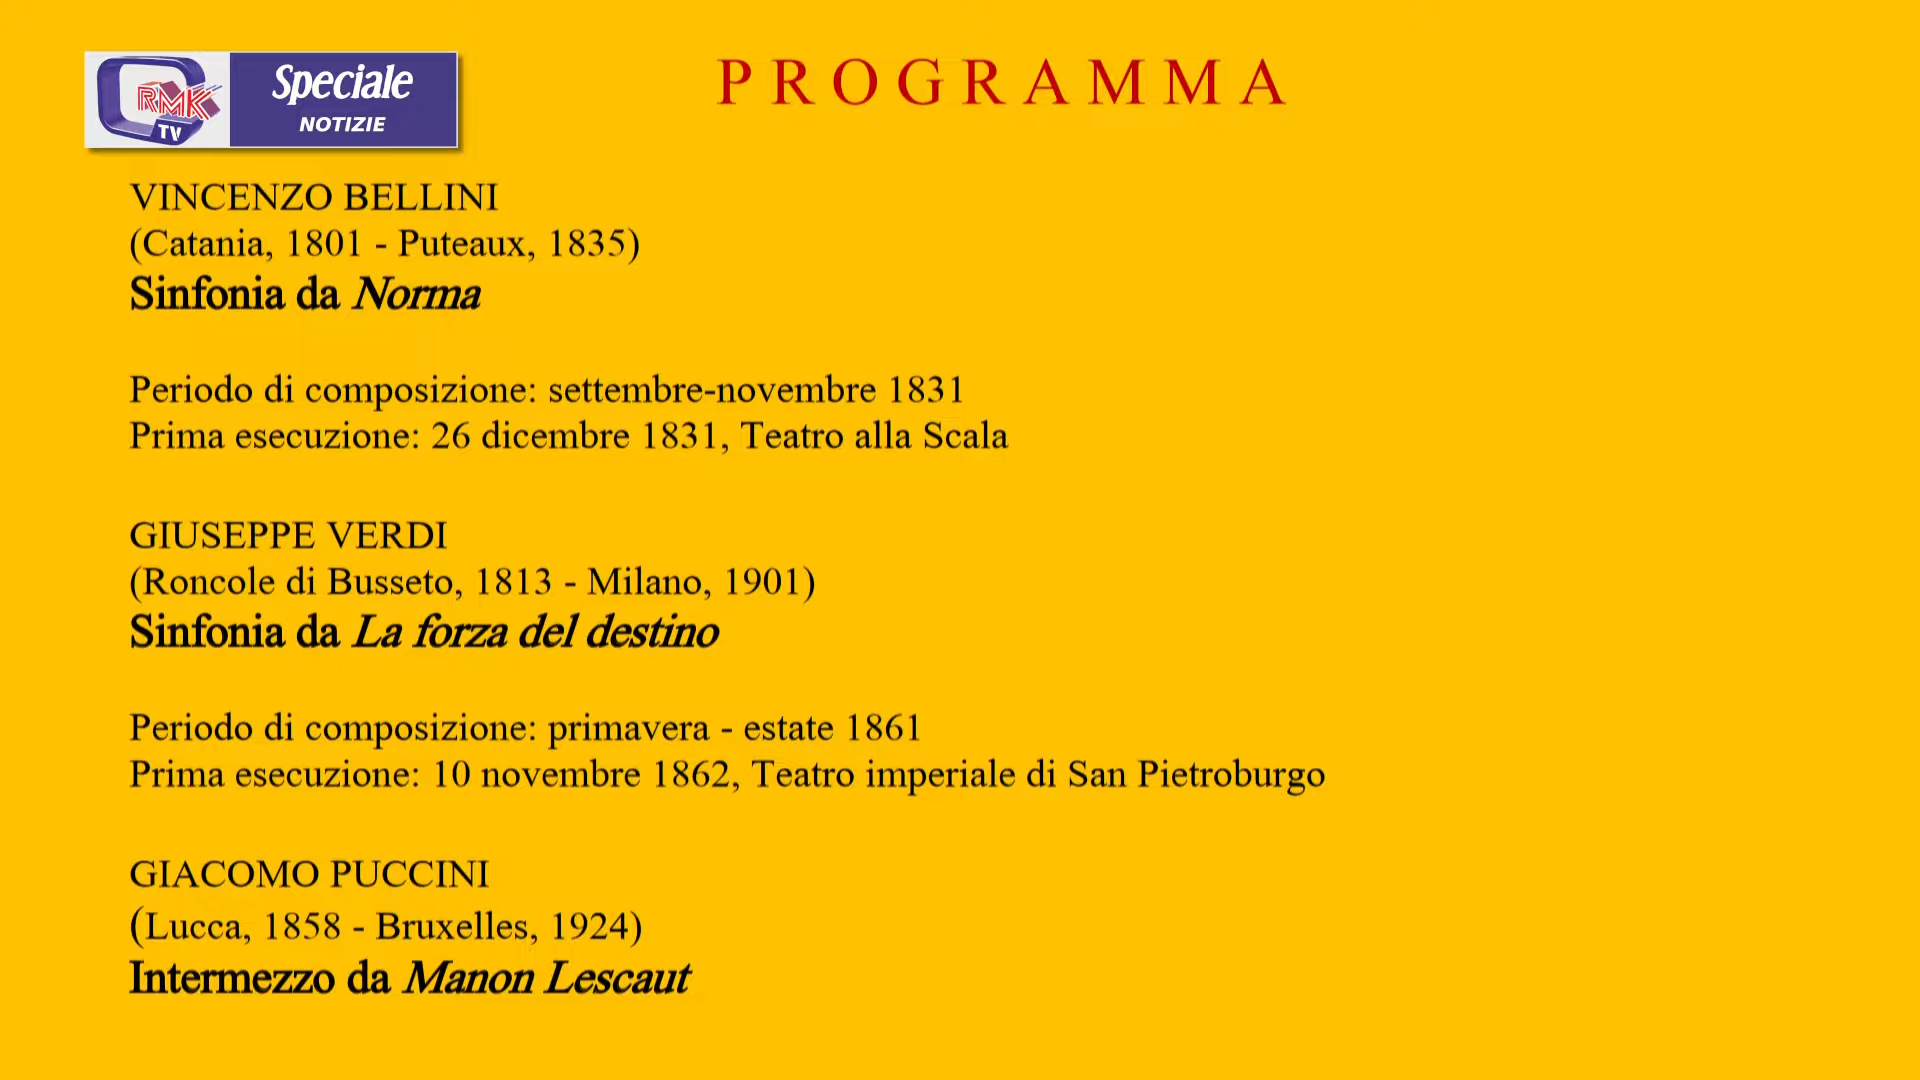 RMK
TV
Speciale
NOTIZIE
PROGRAMMA
VINCENZO BELLINI
(Catania, 1801 - Puteaux, 1835)
Sinfonia da Norma
Periodo di composizione: settembre-novembre 1831
Prima esecuzione: 26 dicembre 1831, Teatro alla Scala
GIUSEPPE VERDI
(Roncole di Busseto, 1813 - Milano, 1901)
Sinfonia da La forza del destino
Periodo di composizione: primavera - estate 1861
Prima esecuzione: 10 novembre 1862, Teatro imperiale di San Pietroburgo
GIACOMO PUCCINI
(Lucca, 1858 - Bruxelles, 1924)
Intermezzo da Manon Lescaut